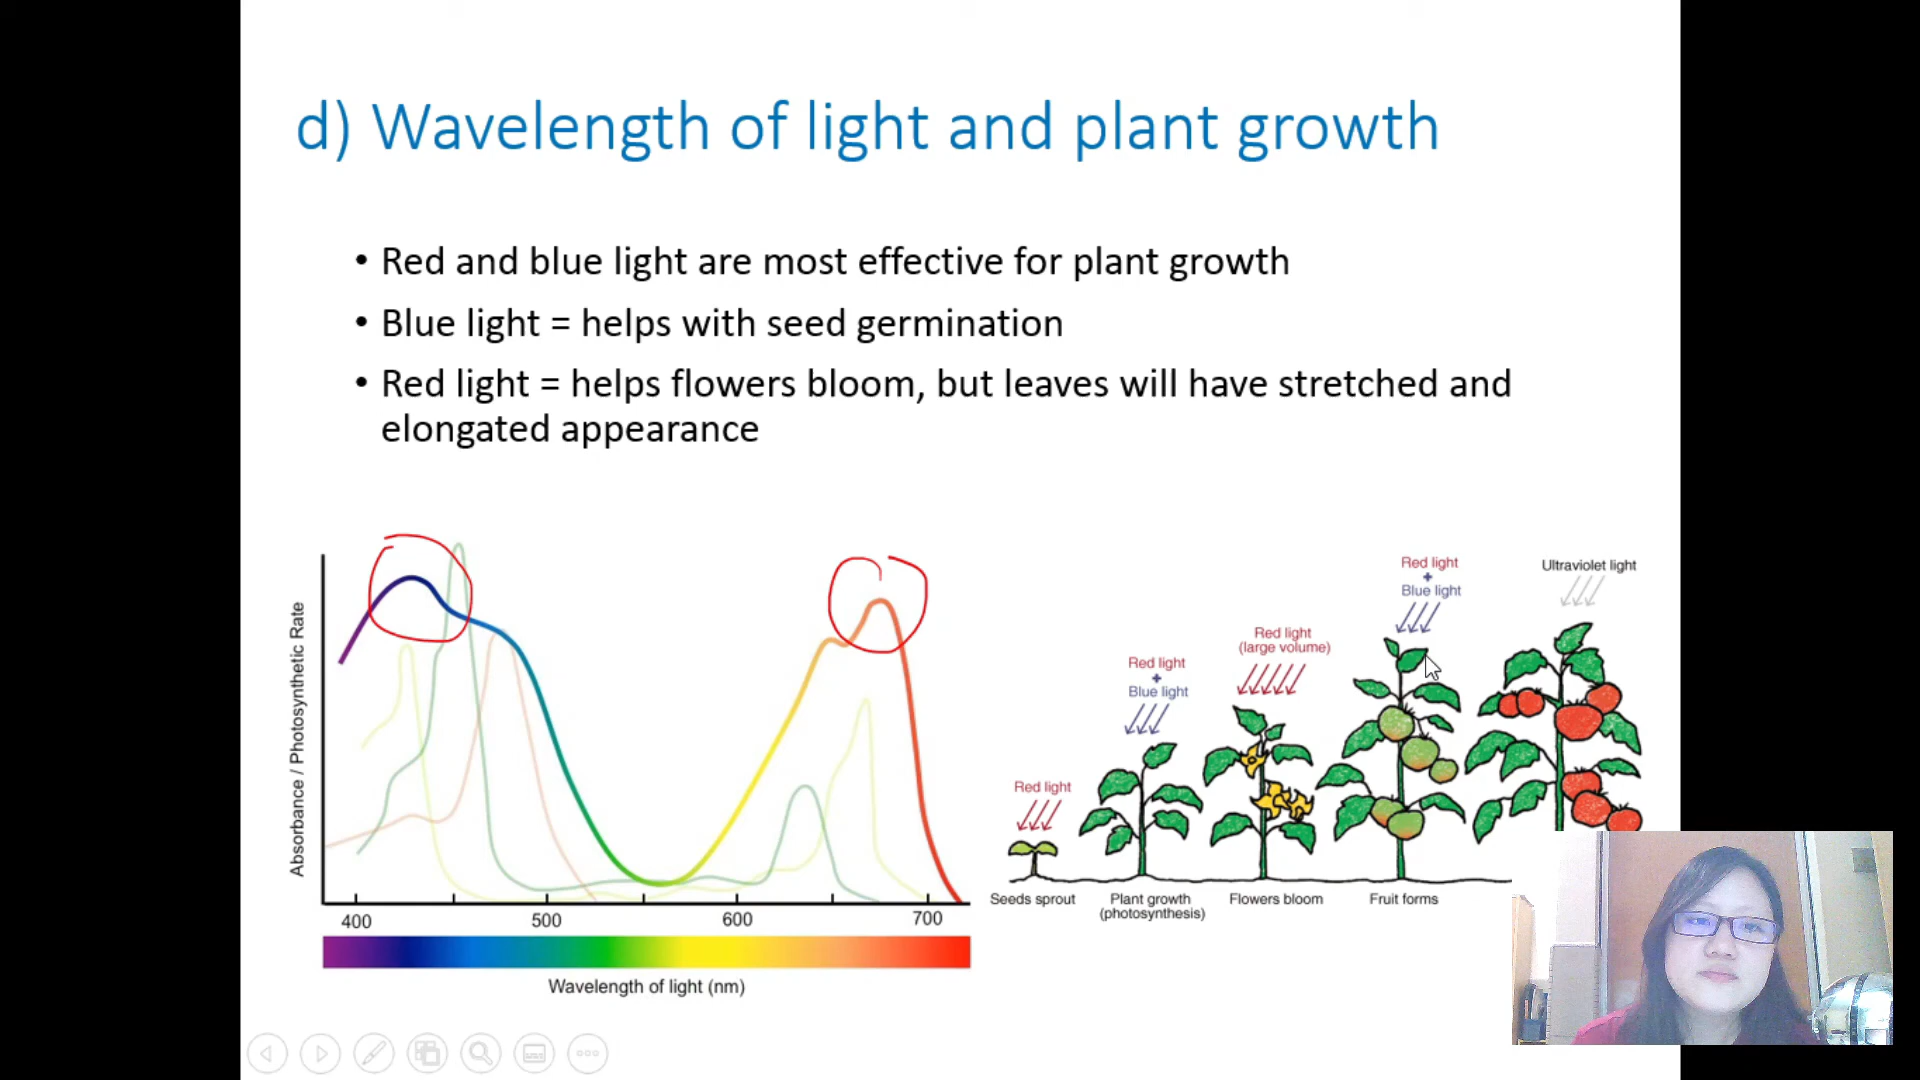 d) Wavelength of light and plant growth
• Red and blue light are most effective for plant growth
• Blue light = helps with seed germination
• Red light = helps flowers bloom, but leaves will have stretched and
elongated appearance
Absorbance / Photosynthetic Rate
400 500 600 700
Wavelength of light (nm)
Red light
Seeds sprout
Red light
+
Blue light
Plant growth
(photosynthesis)
Red light
(large volume)
Flowers bloom
Red light
+
Blue light
Fruit forms
Ultraviolet light